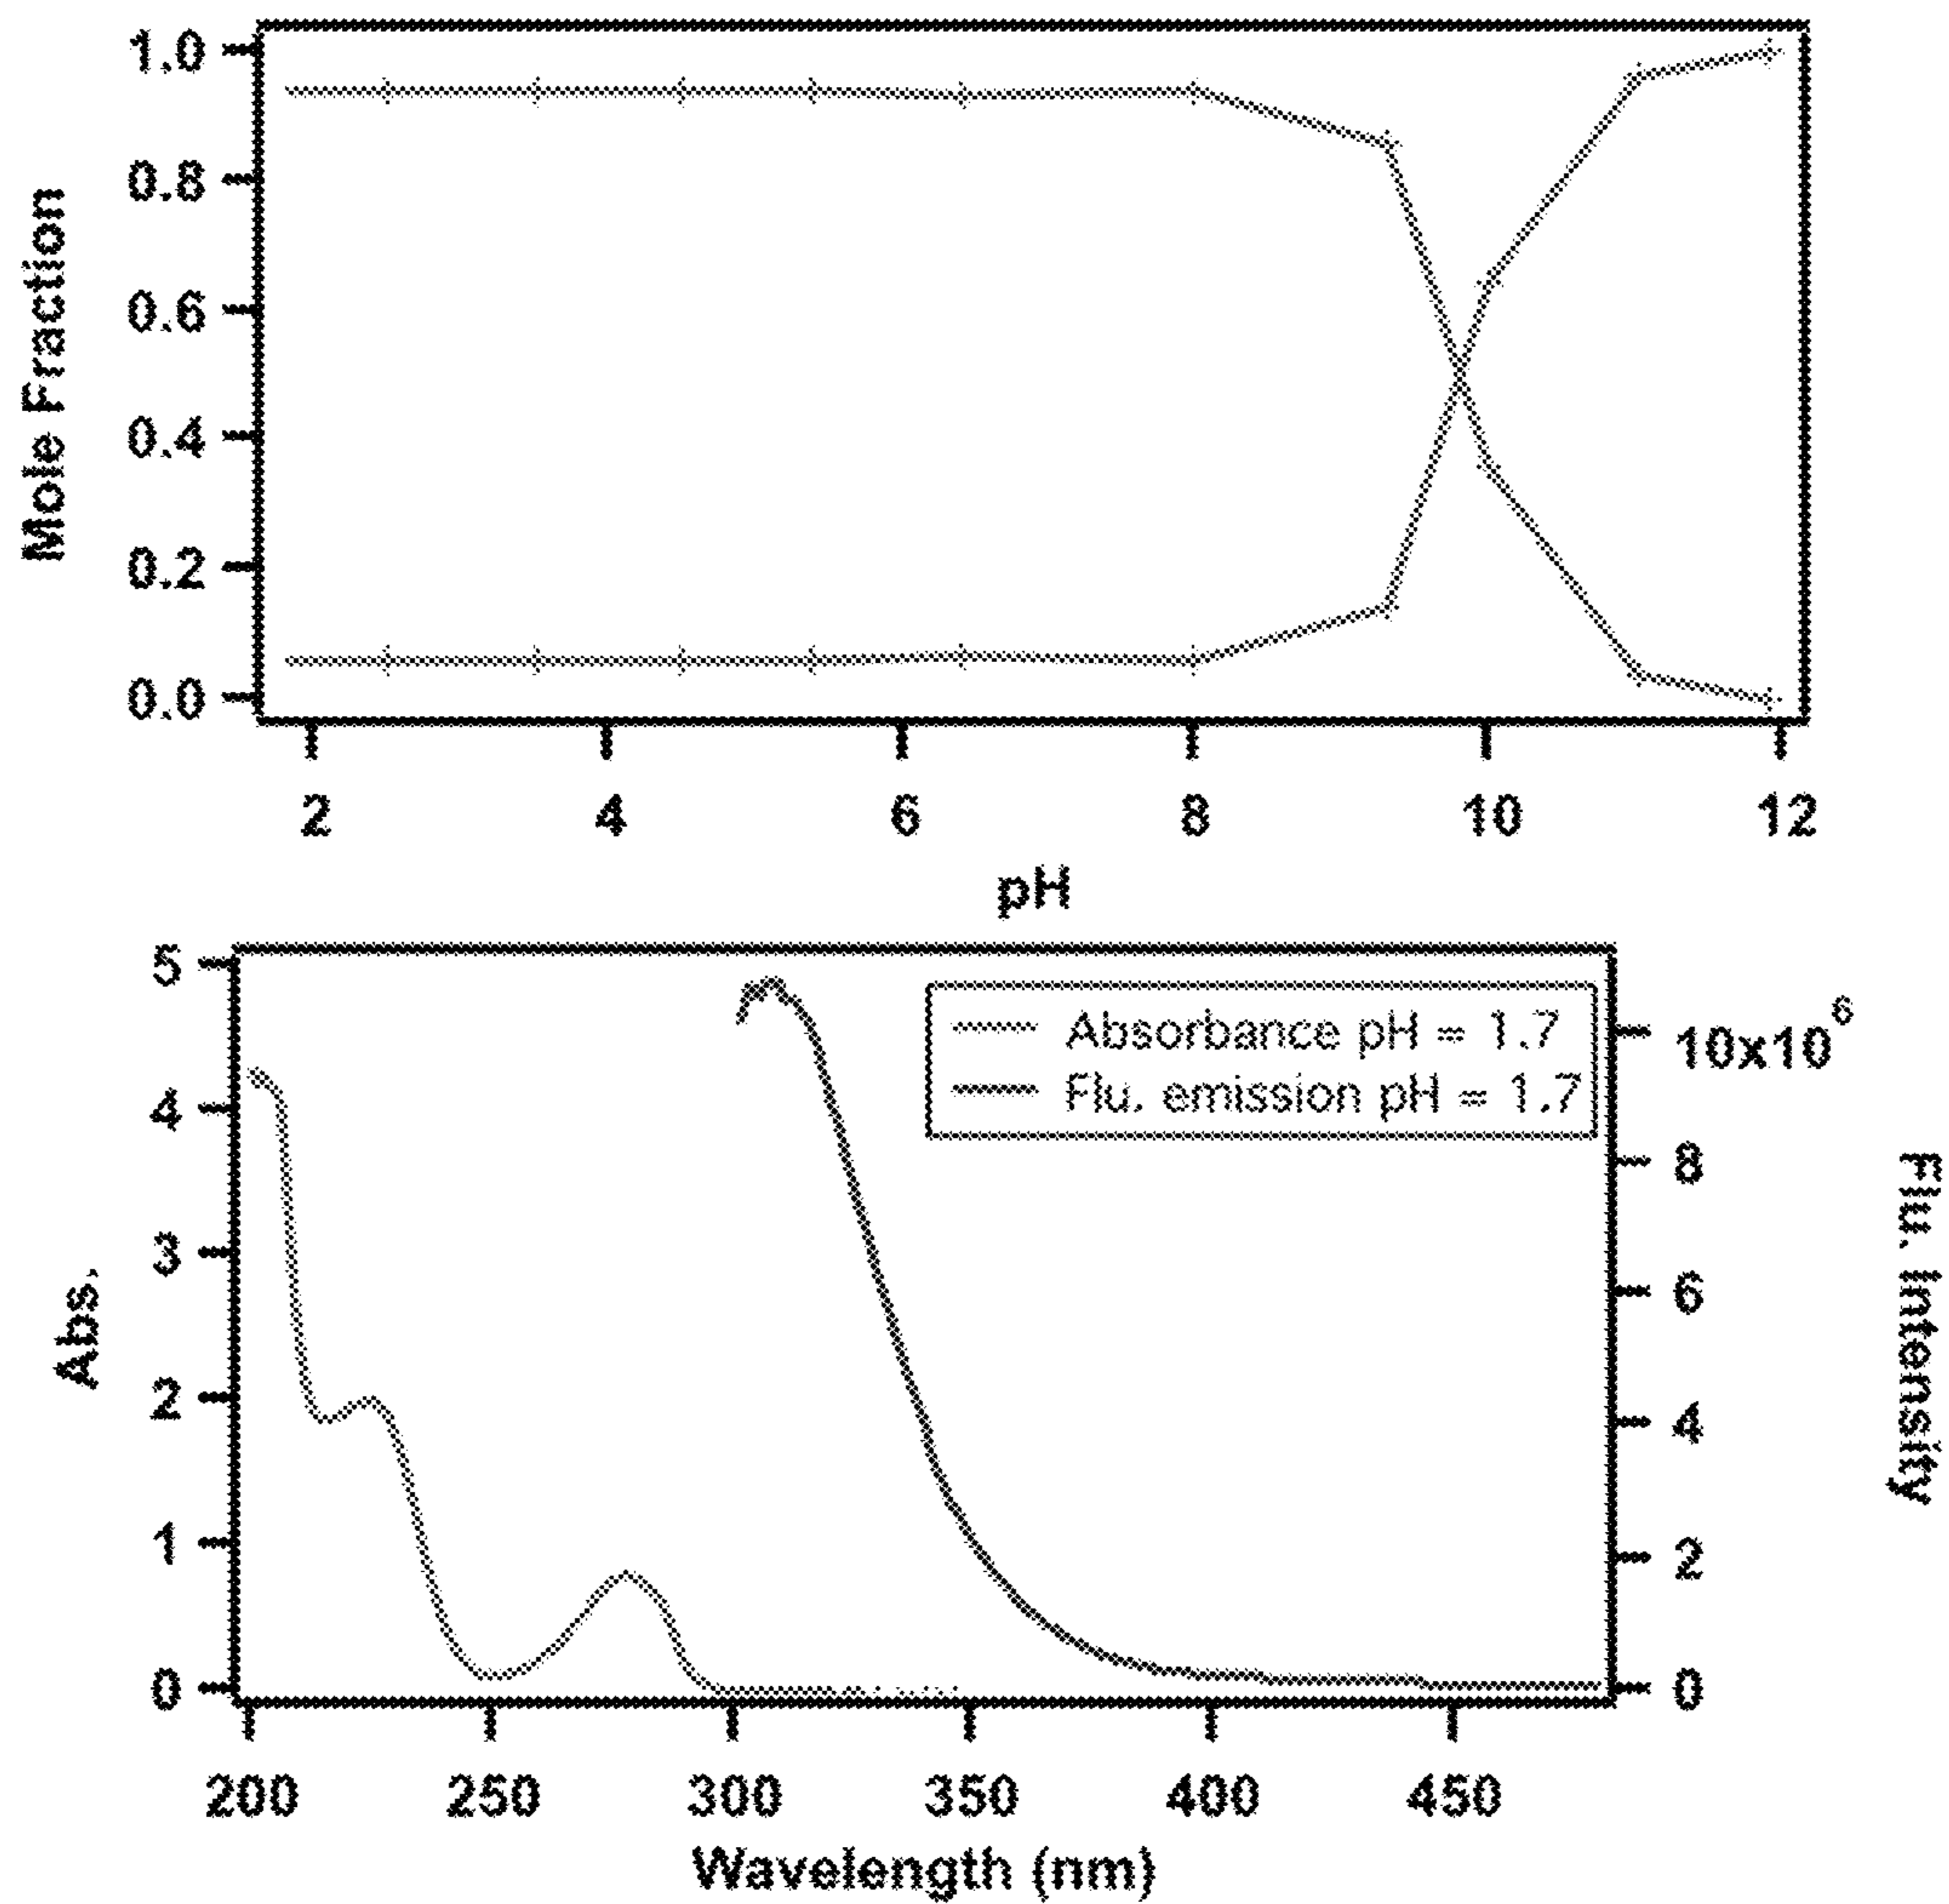 1.0
0.8
0.6
0.4
0.2
0.0
Mole Fraction
2 4 6 8 10 12
pH
5
4
3
2
1
0
Abs.
Absorbance pH = 1.7
Flu. emission pH = 1.7
10x10⁶
8
6
4
2
0
Flu. Intensity
200 250 300 350 400 450
Wavelength (nm)